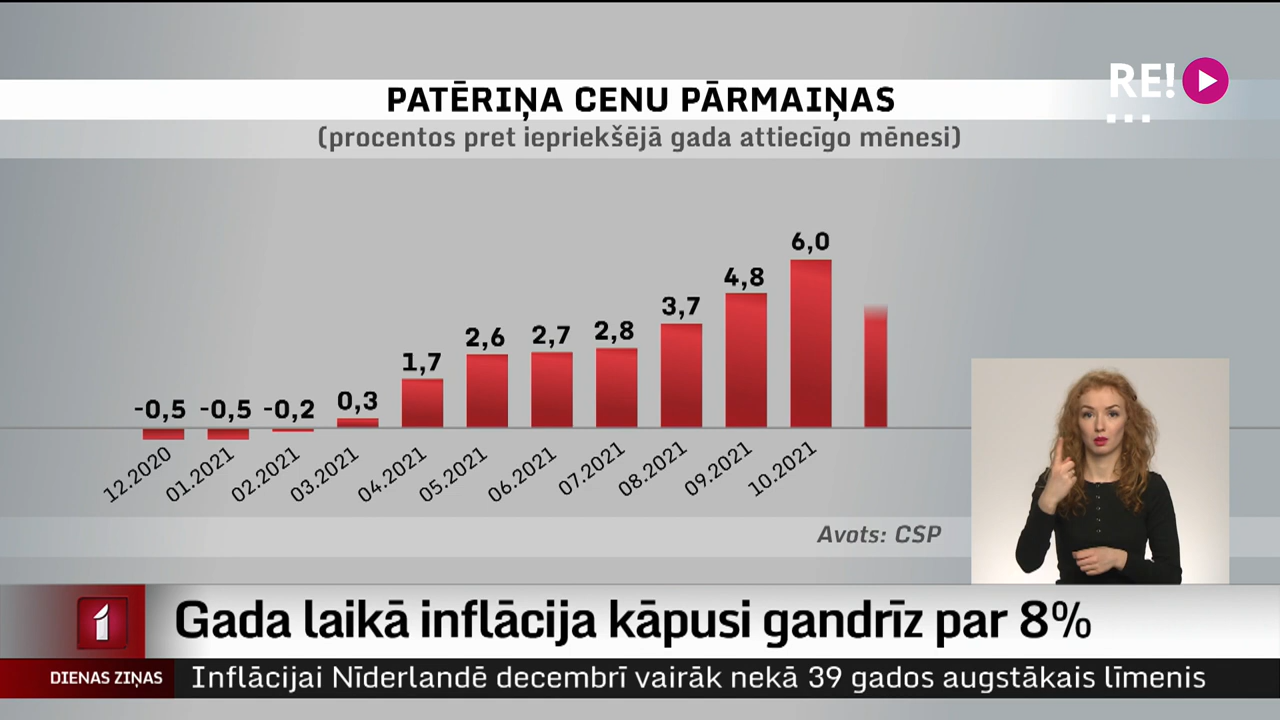 PATĒRIŅA CENU PĀRMAIŅAS
RE!
(procentos pret iepriekšējā gada attiecīgo mēnesi)
-0,5 -0,5 -0,2 0,3 1,7 2,6 2,7 2,8 3,7 4,8 6,0
12.2020 01.2021 02.2021 03.2021 04.2021 05.2021 06.2021 07.2021 08.2021 09.2021 10.2021
Avots: CSP
1 Gada laikā inflācija kāpusi gandrīz par 8%
DIENAS ZIŅAS Inflācijai Nīderlandē decembrī vairāk nekā 39 gados augstākais līmenis